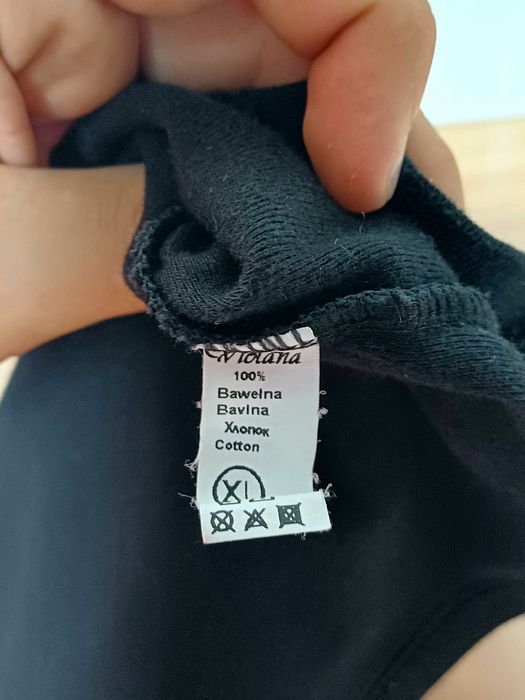 Violana
100%
Bawełna
Bavlna
Хлопок
Cotton
XL